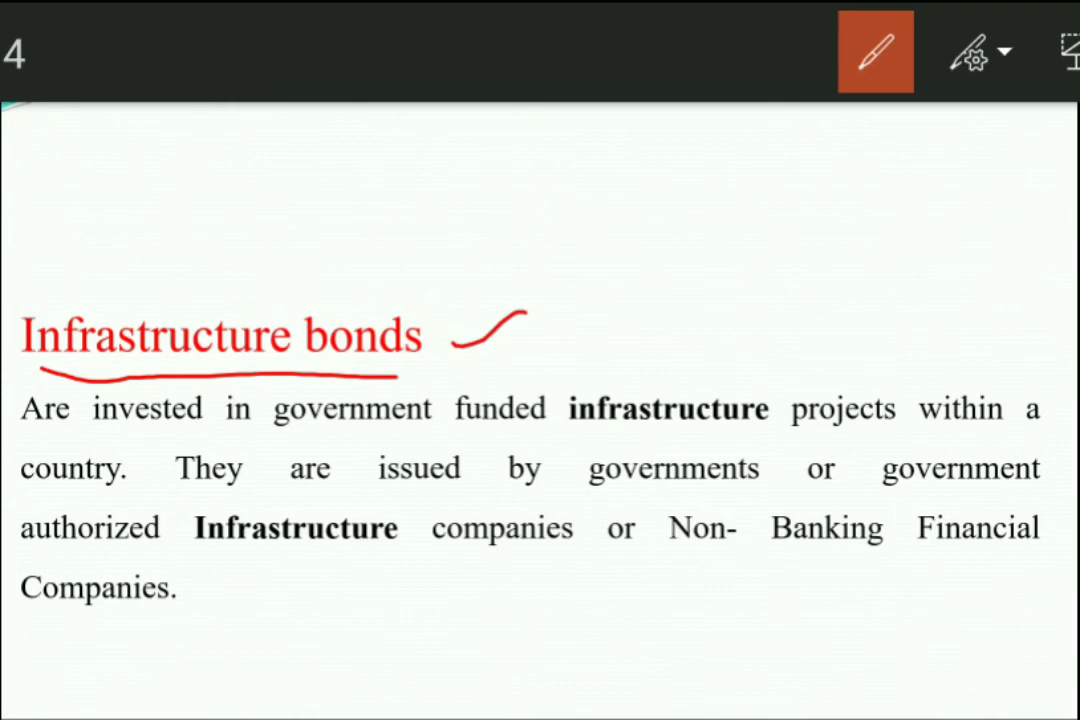 4
Infrastructure bonds
Are invested in government funded infrastructure projects within a
country. They are issued by governments or government
authorized Infrastructure companies or Non- Banking Financial
Companies.